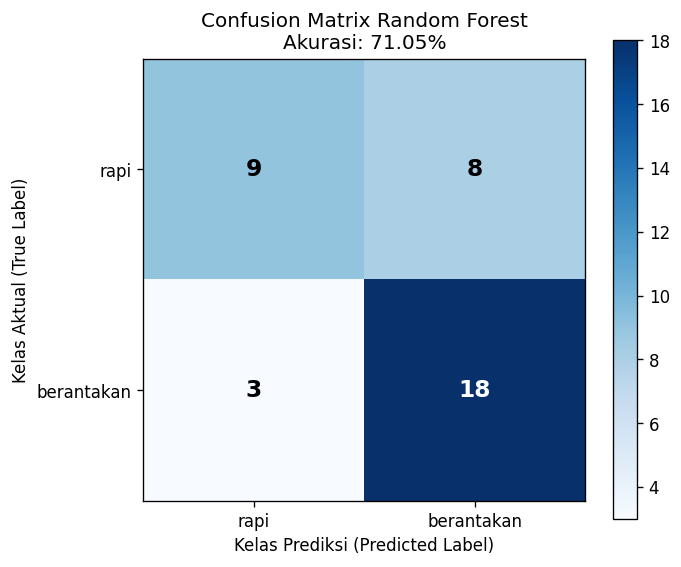 Confusion Matrix Random Forest
Akurasi: 71.05%
Kelas Aktual (True Label)
rapi
berantakan
9
8
3
18
rapi
berantakan
Kelas Prediksi (Predicted Label)
18
16
14
12
10
8
6
4